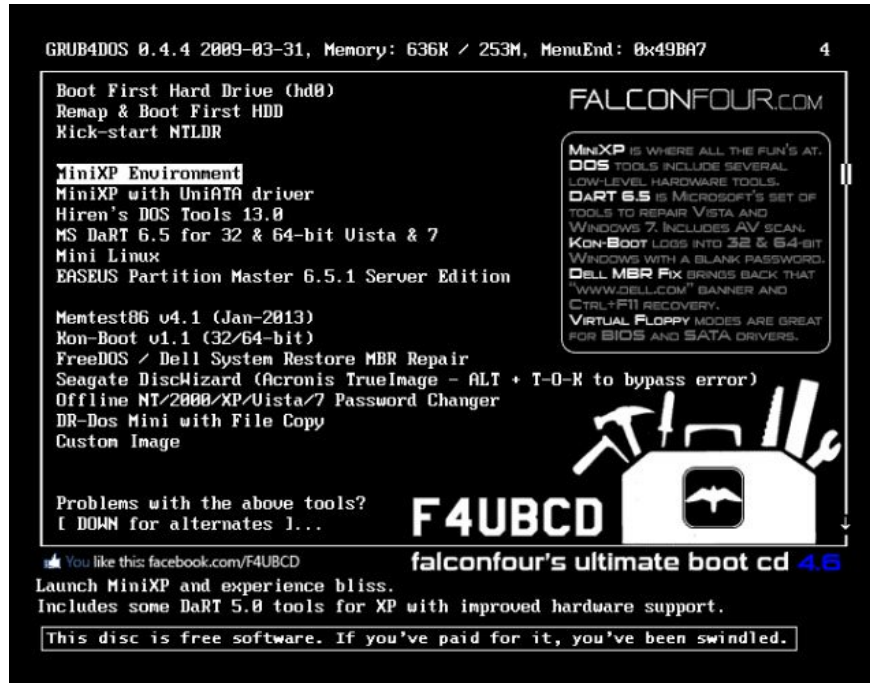 GRUB4DOS 0.4.4 2009-03-31, Memory: 636K / 253M, MenuEnd: 0x49BA7 4
Boot First Hard Drive (hd0)
Remap & Boot First HDD
Kick-start NTLDR
MiniXP Environment
MiniXP with UniATA driver
Hiren's DOS Tools 13.0
MS DaRT 6.5 for 32 & 64-bit Vista & 7
Mini Linux
EASEUS Partition Master 6.5.1 Server Edition
Memtest86 v4.1 (Jan-2013)
Kon-Boot v1.1 (32/64-bit)
FreeDOS / Dell System Restore MBR Repair
Seagate DiscWizard (Acronis TrueImage - ALT + T-O-K to bypass error)
Offline NT/2000/XP/Vista/7 Password Changer
DR-Dos Mini with File Copy
Custom Image
Problems with the above tools?
[ DOWN for alternates ]...
FALCONFOUR.COM
MINIXP IS WHERE ALL THE FUN'S AT.
DOS TOOLS INCLUDE SEVERAL
LOW-LEVEL HARDWARE TOOLS.
DART 6.5 IS MICROSOFT'S SET OF
TOOLS TO REPAIR VISTA AND
WINDOWS 7. INCLUDES AV SCAN.
KON-BOOT LOGS INTO 32 & 64-BIT
WINDOWS WITH A BLANK PASSWORD.
DELL MBR FIX BRINGS BACK THAT
"WWW.DELL.COM" BANNER AND
CTRL+F11 RECOVERY.
VIRTUAL FLOPPY MODES ARE GREAT
FOR BIOS AND SATA DRIVERS.
F4UBCD
falconfour's ultimate boot cd 4.6
You like this: facebook.com/F4UBCD
Launch MiniXP and experience bliss.
Includes some DaRT 5.0 tools for XP with improved hardware support.
This disc is free software. If you've paid for it, you've been swindled.